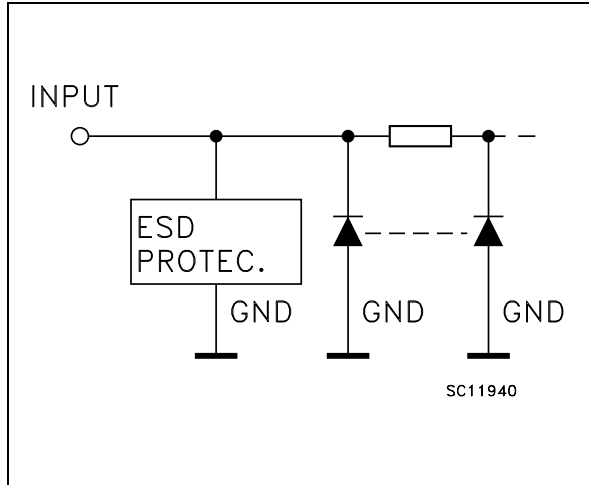 INPUT
ESD
PROTEC.
GND
GND
GND
SC11940